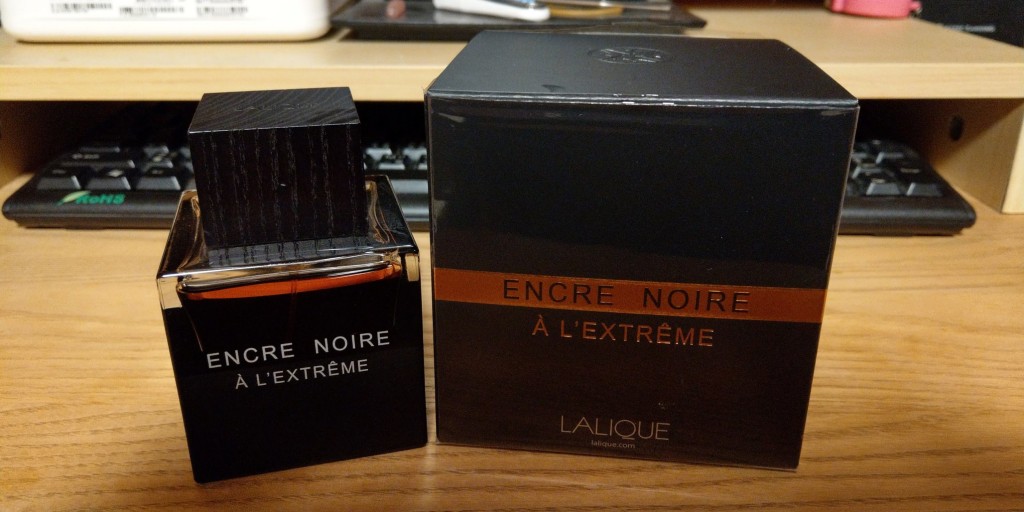 RoHS
ENCRE NOIRE
À L'EXTRÊME
ENCRE NOIRE
À L'EXTRÊME
LALIQUE
lalique.com